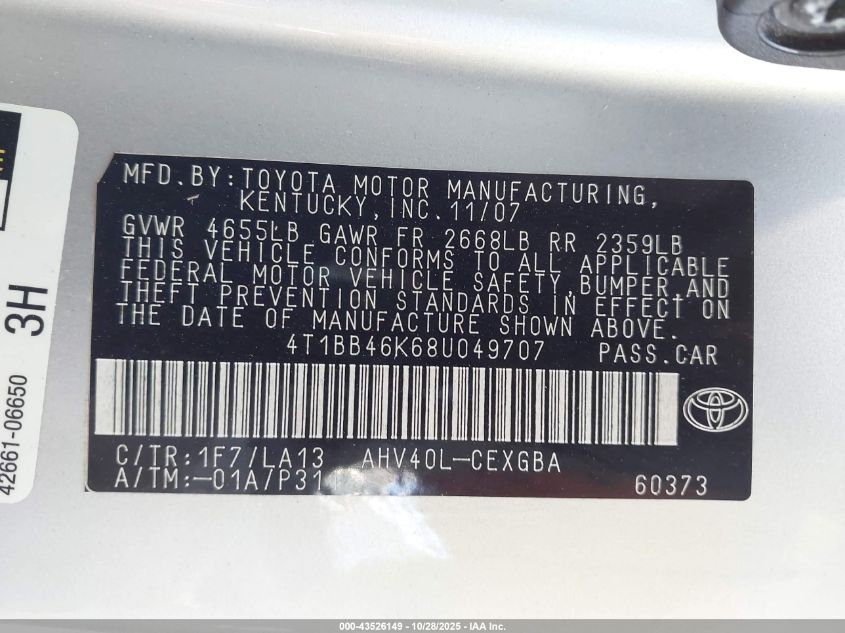 MFD.BY:TOYOTA MOTOR MANUFACTURING,
KENTUCKY,INC.11/07
GVWR 4655LB GAWR FR 2668LB RR 2359LB
THIS VEHICLE CONFORMS TO ALL APPLICABLE
FEDERAL MOTOR VEHICLE SAFETY,BUMPER,AND
THEFT PREVENTION STANDARDS IN EFFECT ON
THE DATE OF MANUFACTURE SHOWN ABOVE.
4T1BB46K68U049707 PASS.CAR
C/TR:1F7/LA13 AHV40L-CEXGBA
A/TM:-01A/P31
60373
3H
42661-06650
000-43526149 - 10/28/2025 - IAA Inc.